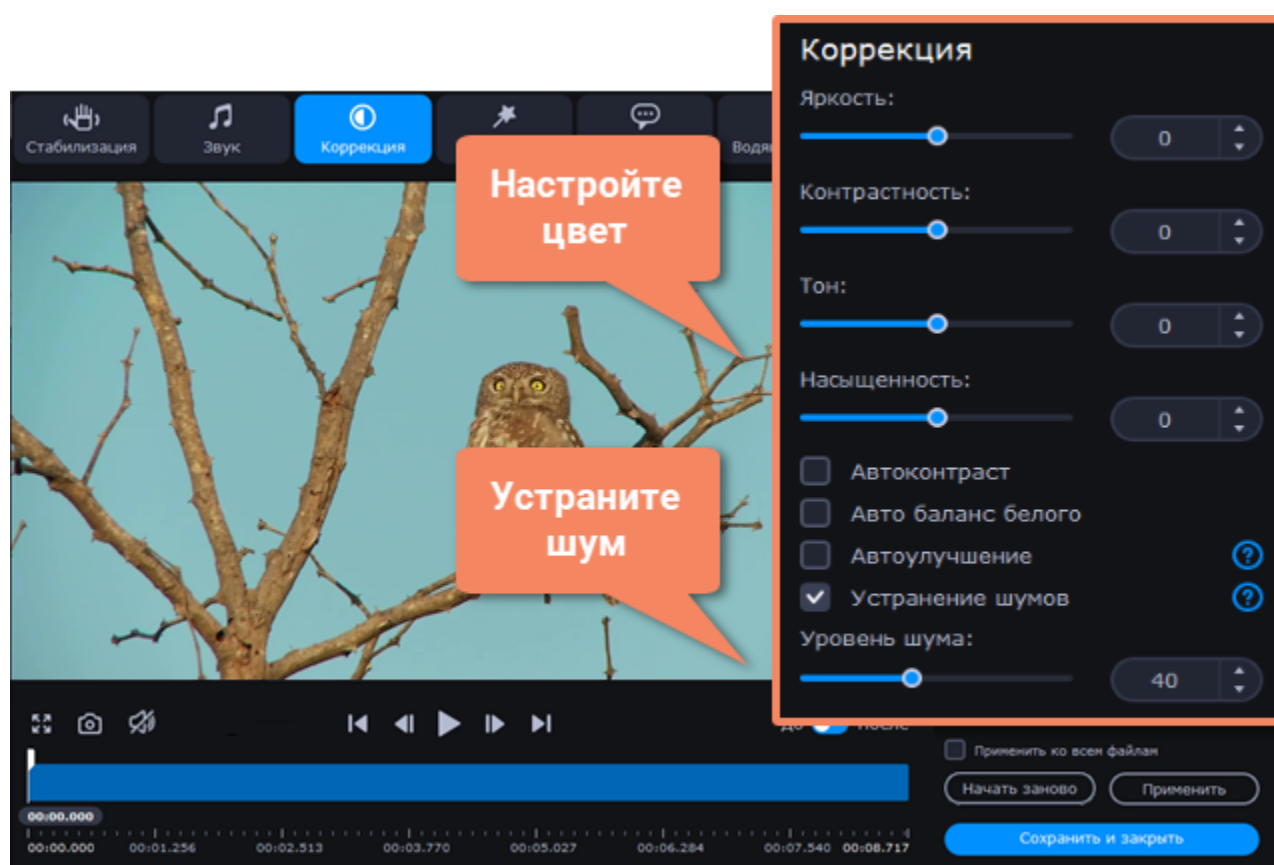 Коррекция
Яркость:
0
Контрастность:
0
Тон:
0
Насыщенность:
0
Автоконтраст
Авто баланс белого
Автоулучшение
?
Устранение шумов
?
Уровень шума:
40
Стабилизация
Звук
Коррекция
Настройте
цвет
Устраните
шум
До
После
Применить ко всем файлам
Начать заново
Применить
Сохранить и закрыть
00:00.000
00:00.000 00:01.256 00:02.513 00:03.770 00:05.027 00:06.284 00:07.540 00:08.717